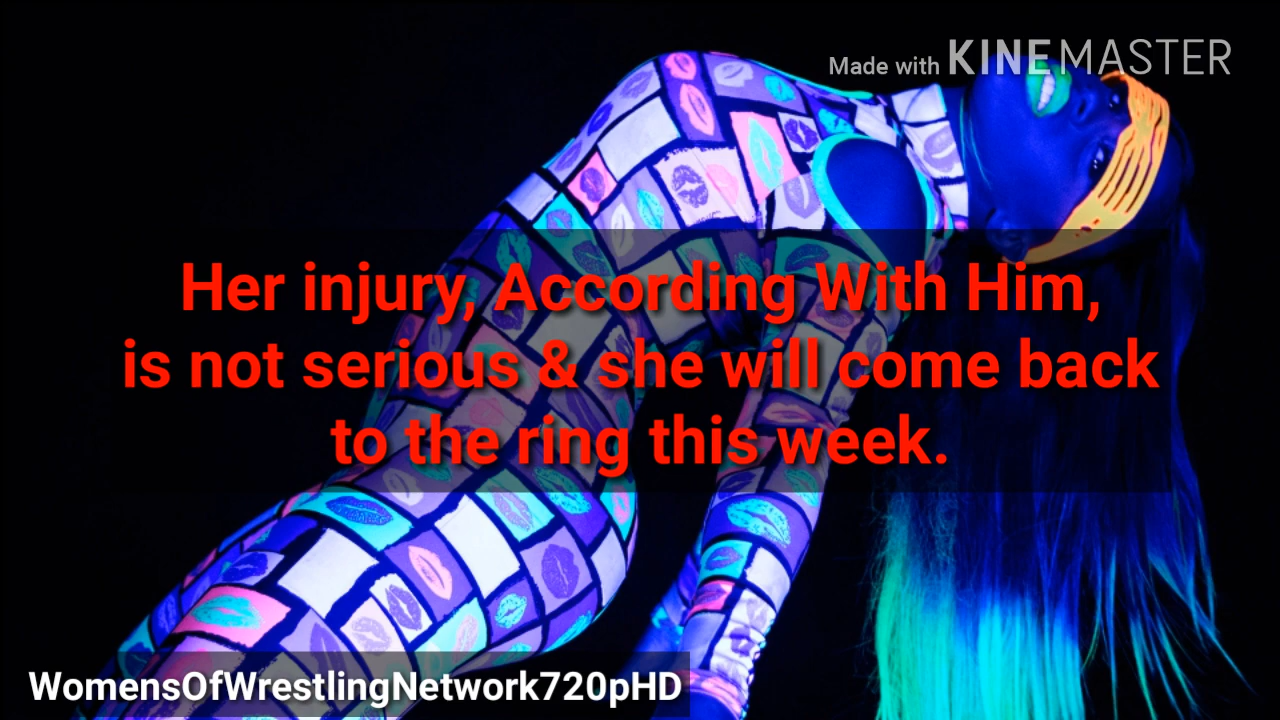 Made with KINEMASTER
Her injury, According With Him,
is not serious & she will come back
to the ring this week.
WomensOfWrestlingNetwork720pHD